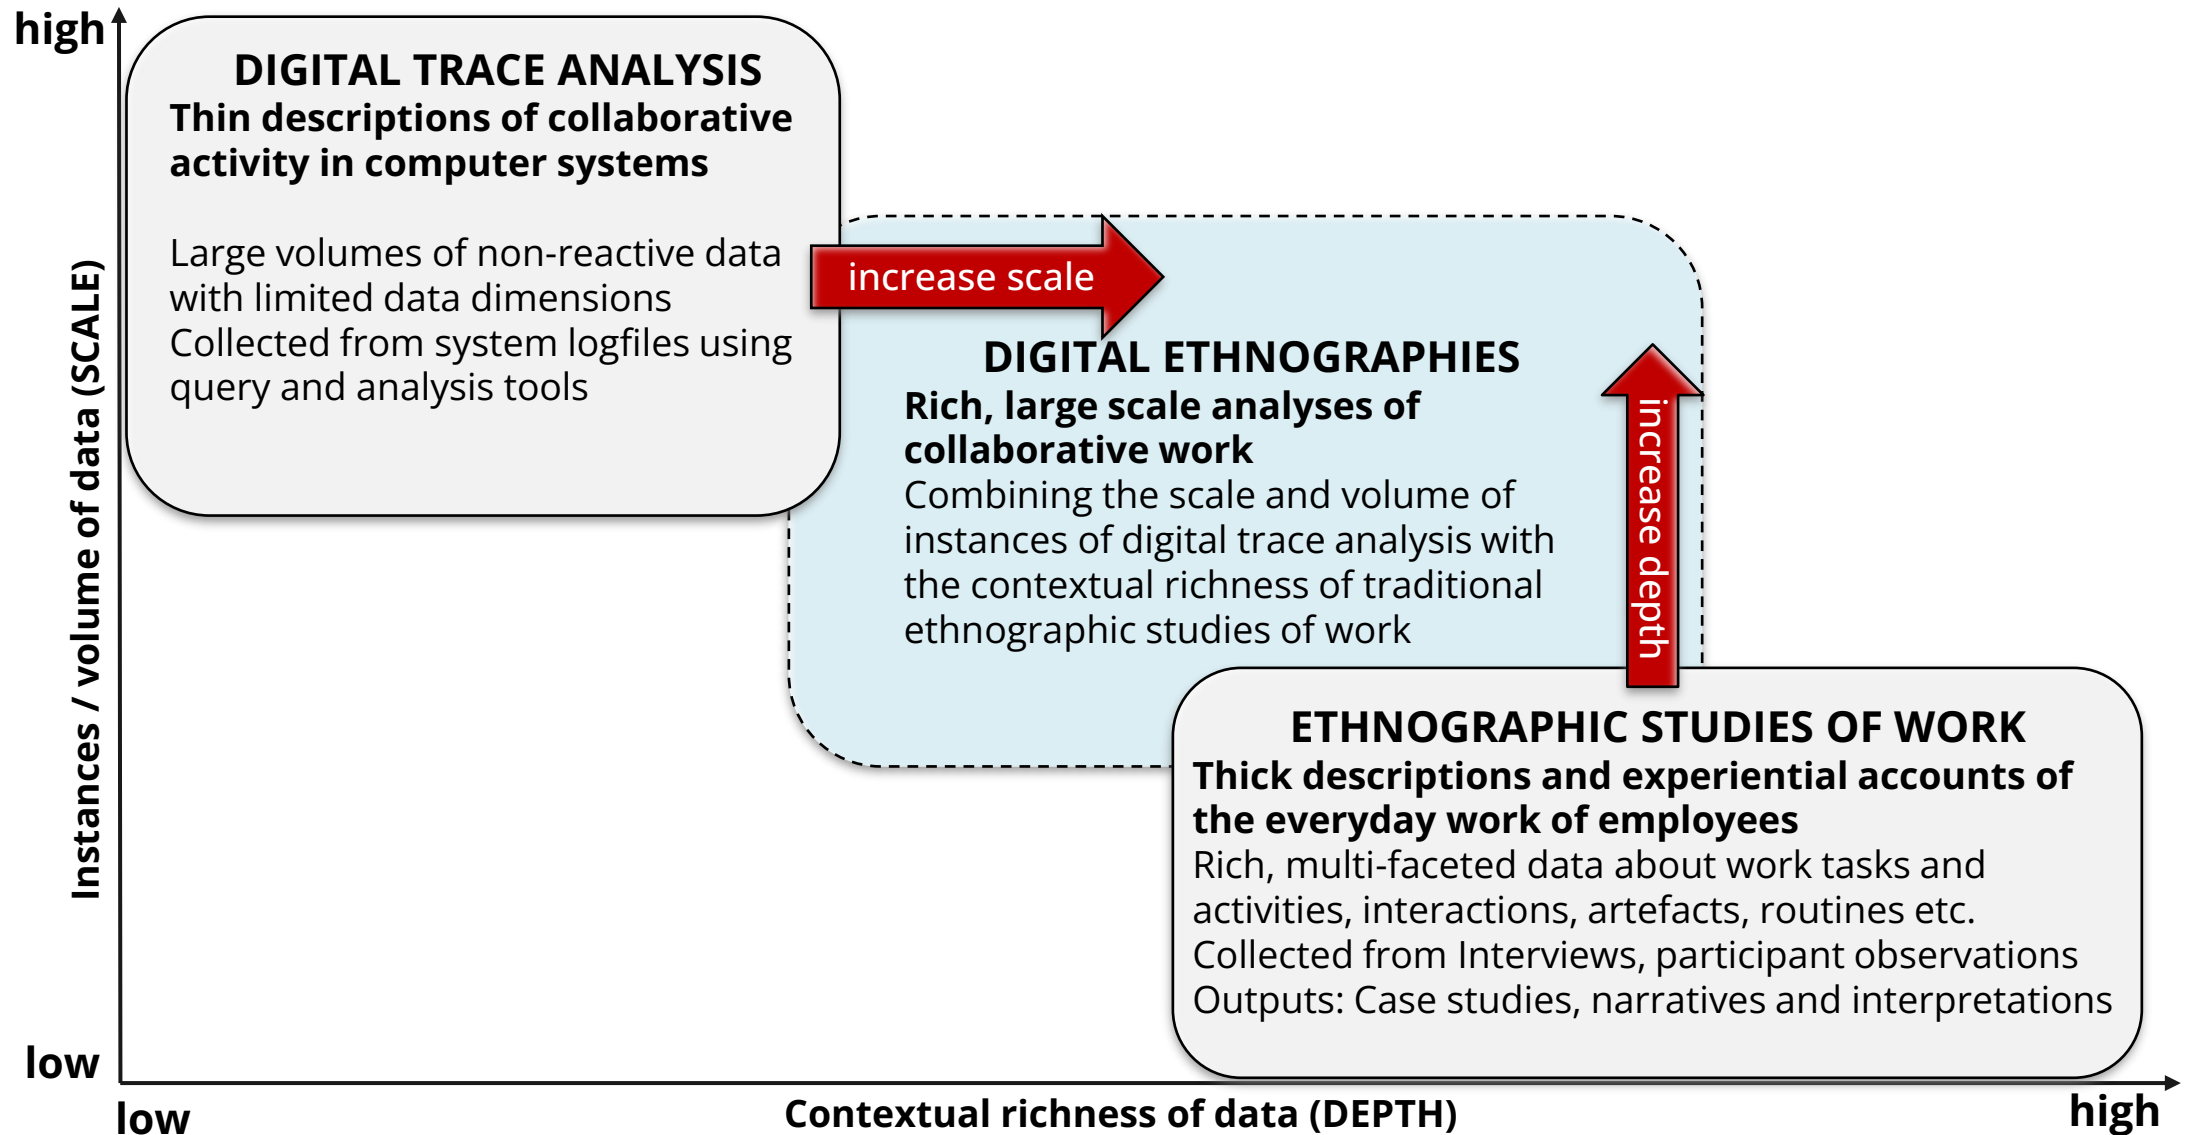 high
DIGITAL TRACE ANALYSIS
Thin descriptions of collaborative
activity in computer systems
Large volumes of non-reactive data
with limited data dimensions
Collected from system logfiles using
query and analysis tools
increase scale
DIGITAL ETHNOGRAPHIES
Rich, large scale analyses of
collaborative work
Combining the scale and volume of
instances of digital trace analysis with
the contextual richness of traditional
ethnographic studies of work
increase depth
ETHNOGRAPHIC STUDIES OF WORK
Thick descriptions and experiential accounts of
the everyday work of employees
Rich, multi-faceted data about work tasks and
activities, interactions, artefacts, routines etc.
Collected from Interviews, participant observations
Outputs: Case studies, narratives and interpretations
Instances / volume of data (SCALE)
low
low
Contextual richness of data (DEPTH)
high